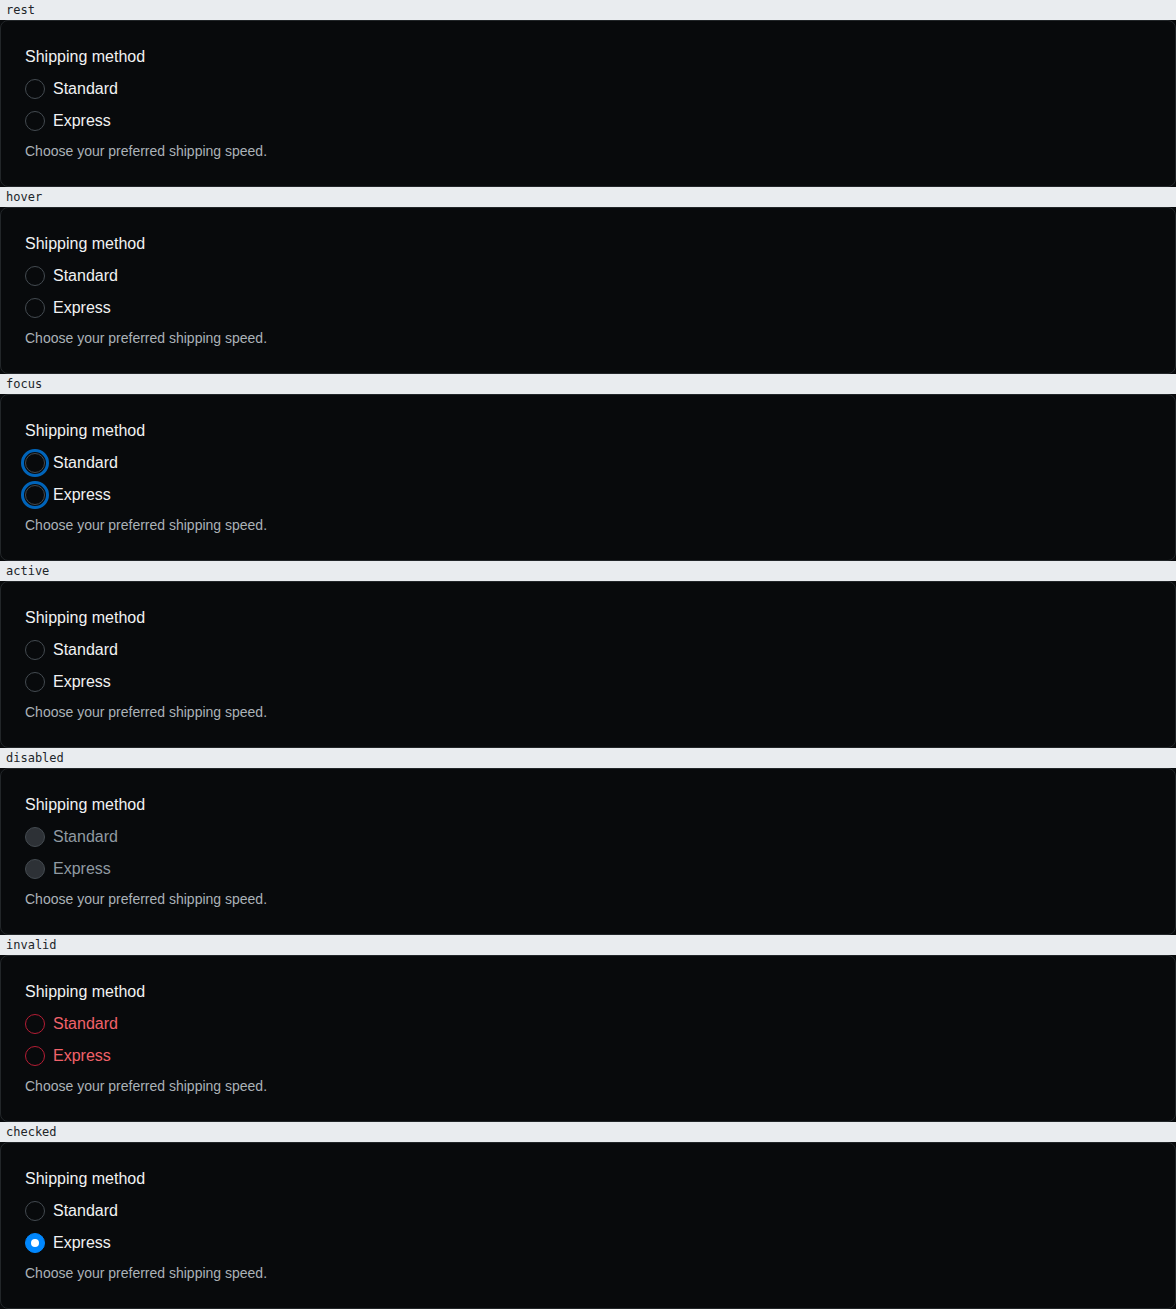 rest
Shipping method
Standard
Express
Choose your preferred shipping speed.
hover
Shipping method
Standard
Express
Choose your preferred shipping speed.
focus
Shipping method
Standard
Express
Choose your preferred shipping speed.
active
Shipping method
Standard
Express
Choose your preferred shipping speed.
disabled
Shipping method
Standard
Express
Choose your preferred shipping speed.
invalid
Shipping method
Standard
Express
Choose your preferred shipping speed.
checked
Shipping method
Standard
Express
Choose your preferred shipping speed.